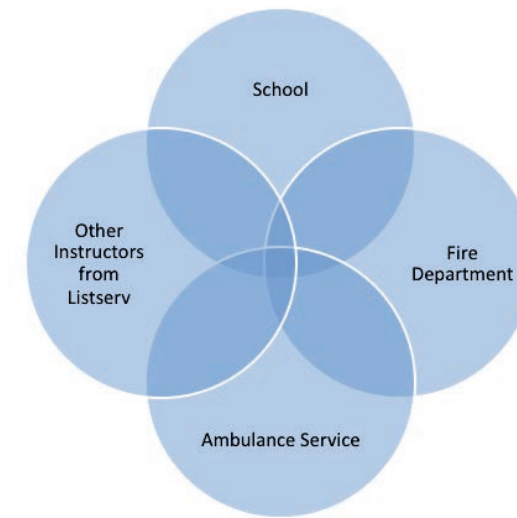 School
Other
Instructors
from
Listserv
Fire
Department
Ambulance Service